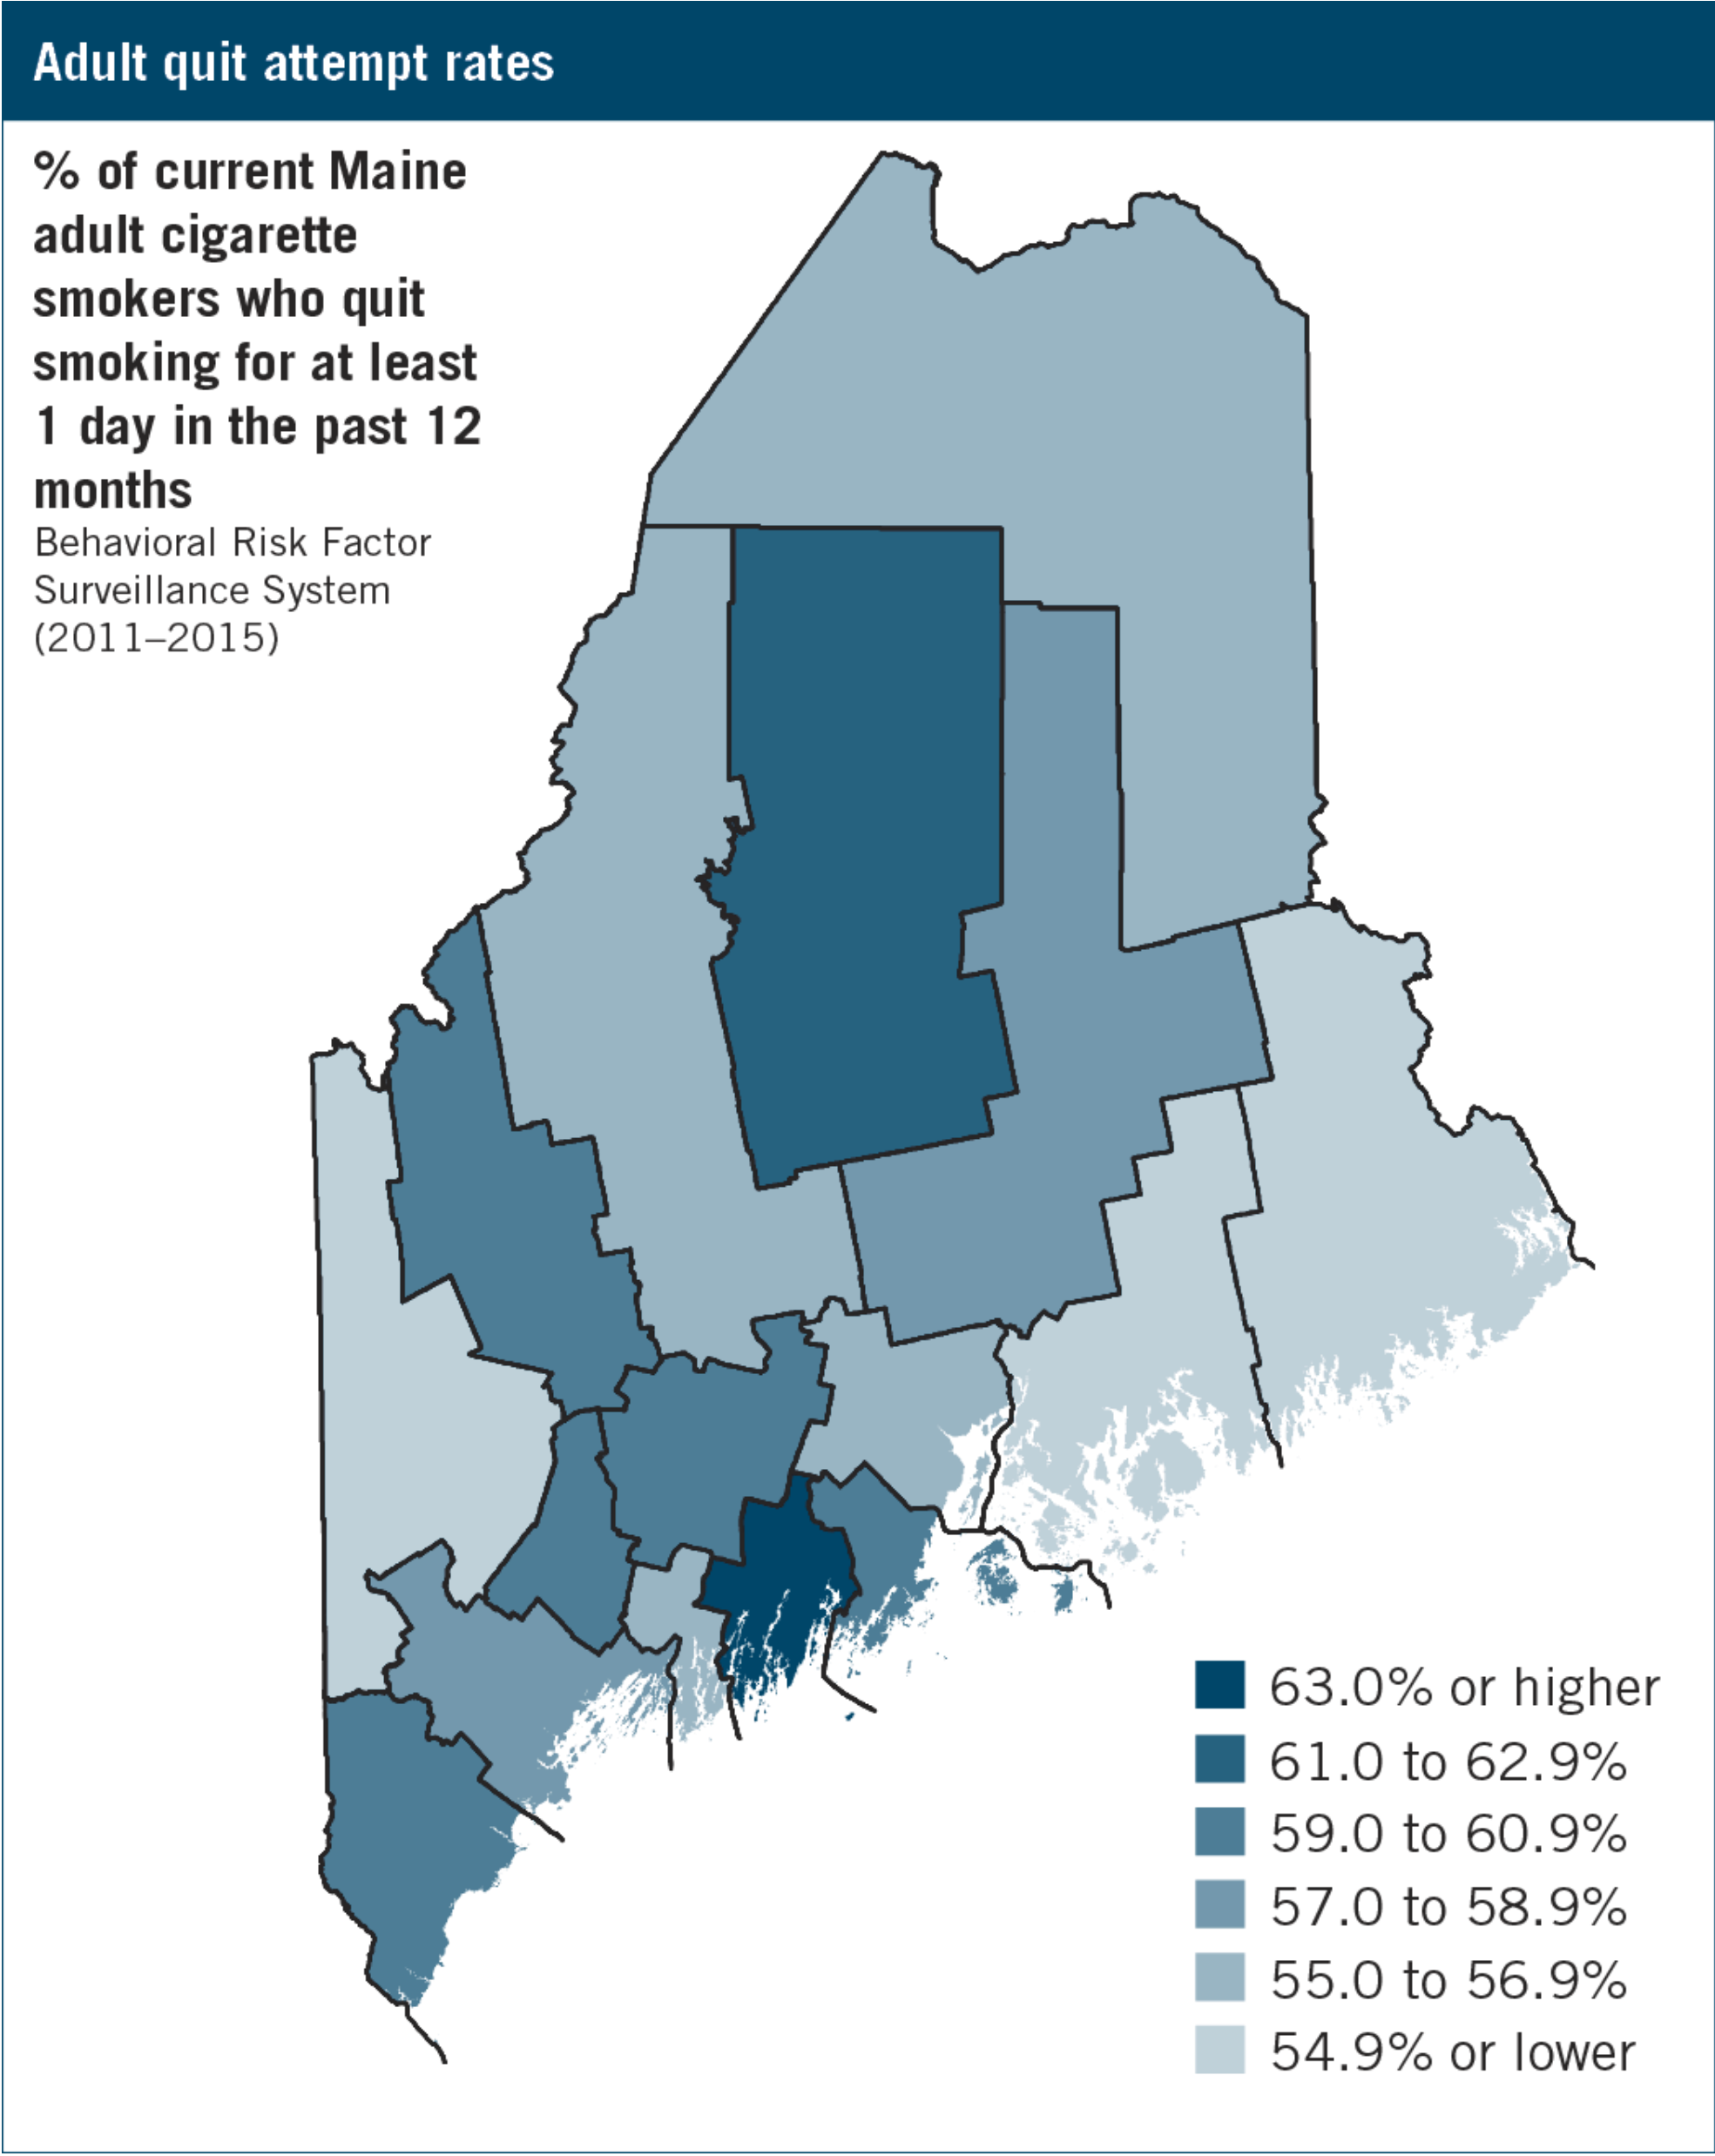 Adult quit attempt rates
% of current Maine
adult cigarette
smokers who quit
smoking for at least
1 day in the past 12
months
Behavioral Risk Factor
Surveillance System
(2011–2015)
63.0% or higher
61.0 to 62.9%
59.0 to 60.9%
57.0 to 58.9%
55.0 to 56.9%
54.9% or lower